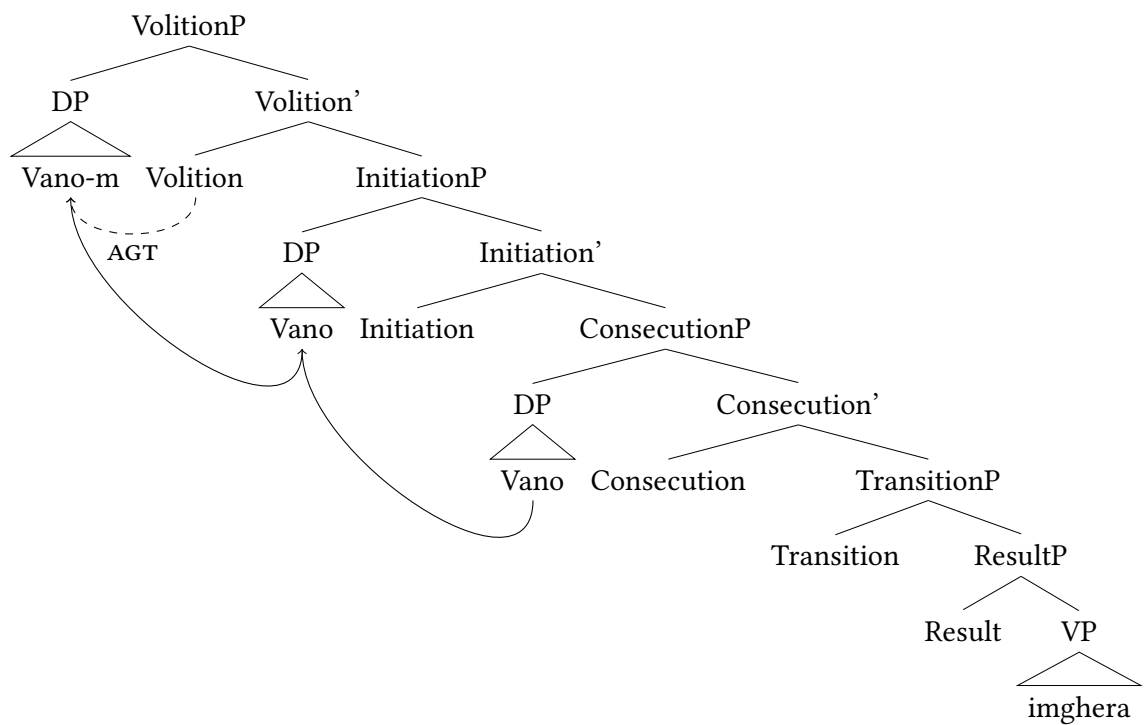 VolitionP
DP Volition’
Vano-m Volition InitiationP
AGT DP Initiation’
Vano Initiation ConsecutionP
DP Consecution’
Vano Consecution TransitionP
Transition ResultP
Result VP
imghera